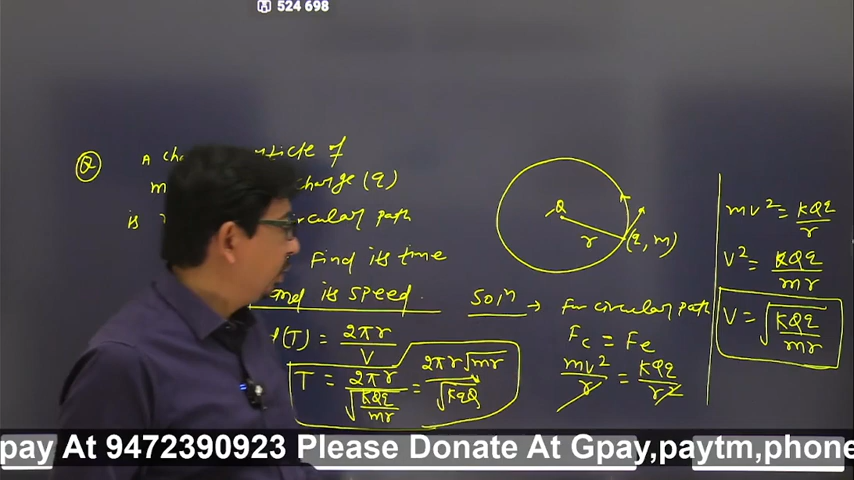 524 698
Q A ch ticle of
m charge (q)
is circular path
Find its time
and its speed.
(T) = 2πr / V
T = 2πr / √(KQq / mr) = 2πr√mr / √KqQ
-Q
r
(q, m)
Soln → for circular path
Fc = Fe
mv² / r = KQq / r²
mv² = KQq / r
V² = KQq / mr
V = √(KQq / mr)
pay At 9472390923 Please Donate At Gpay,paytm,phone